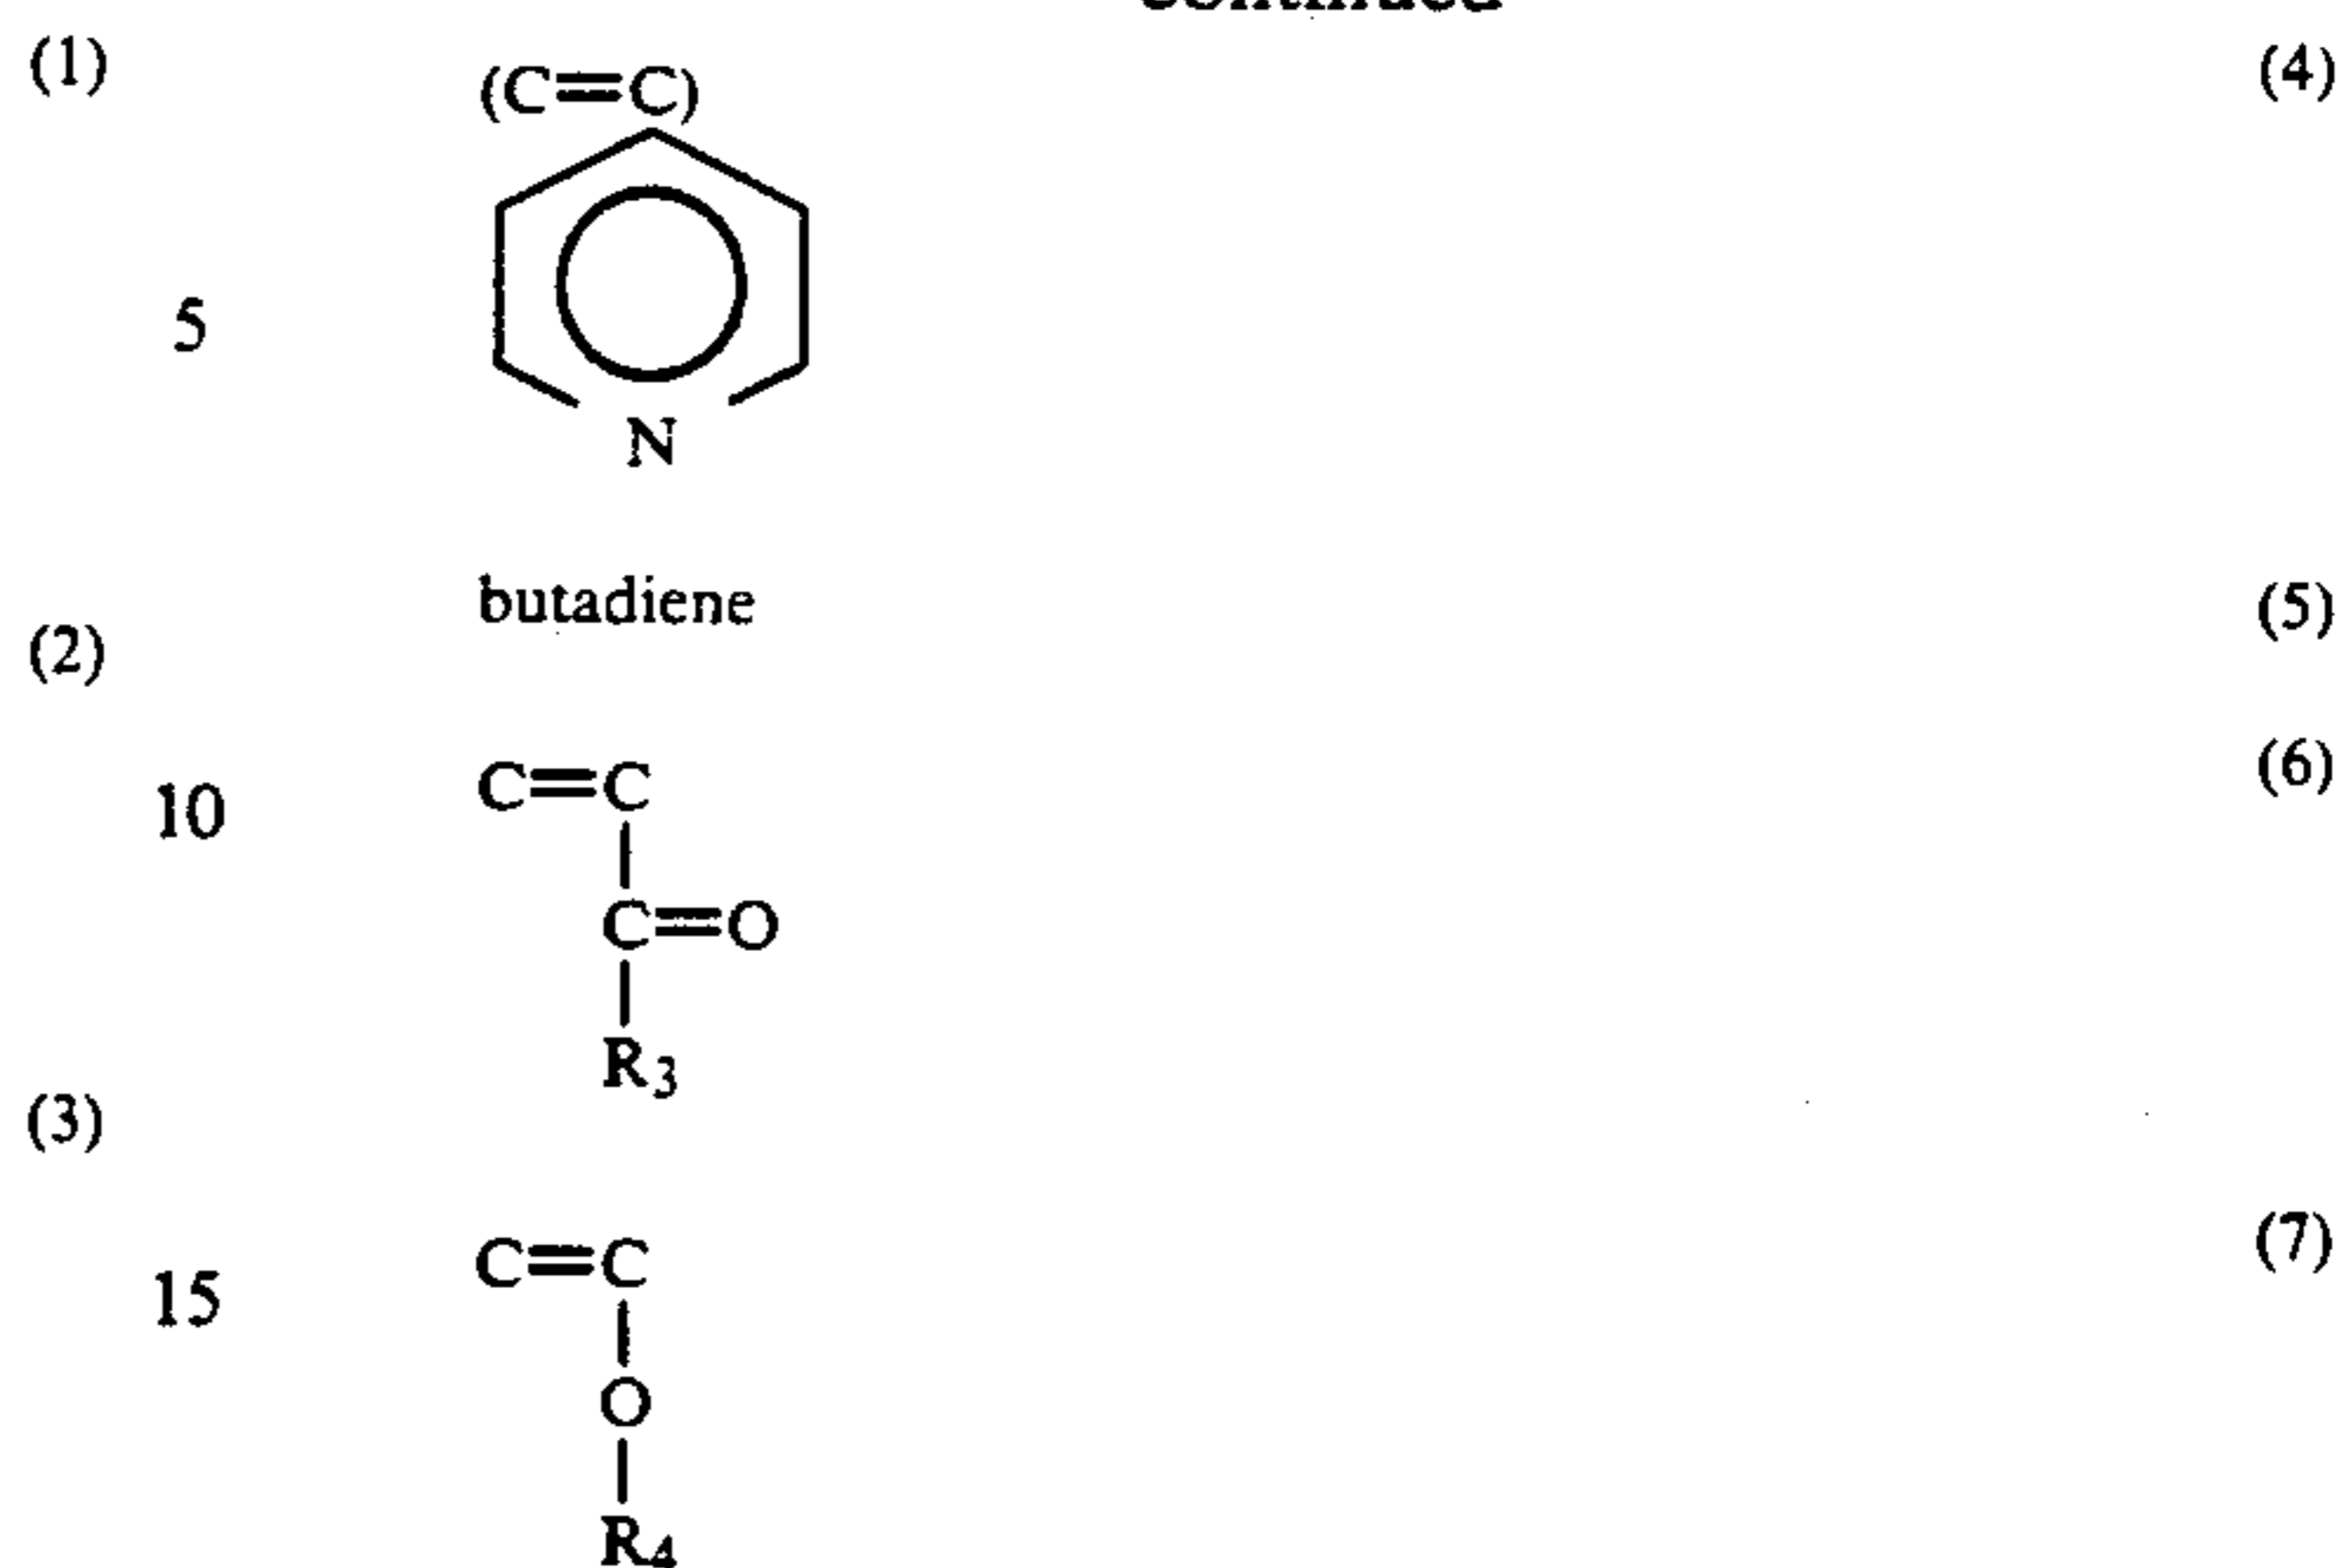 (1) (C=C) (4)
5
N
butadiene (5)
(2)
C=C (6)
10
C=O
R3
(3)
C=C (7)
15
O
R4